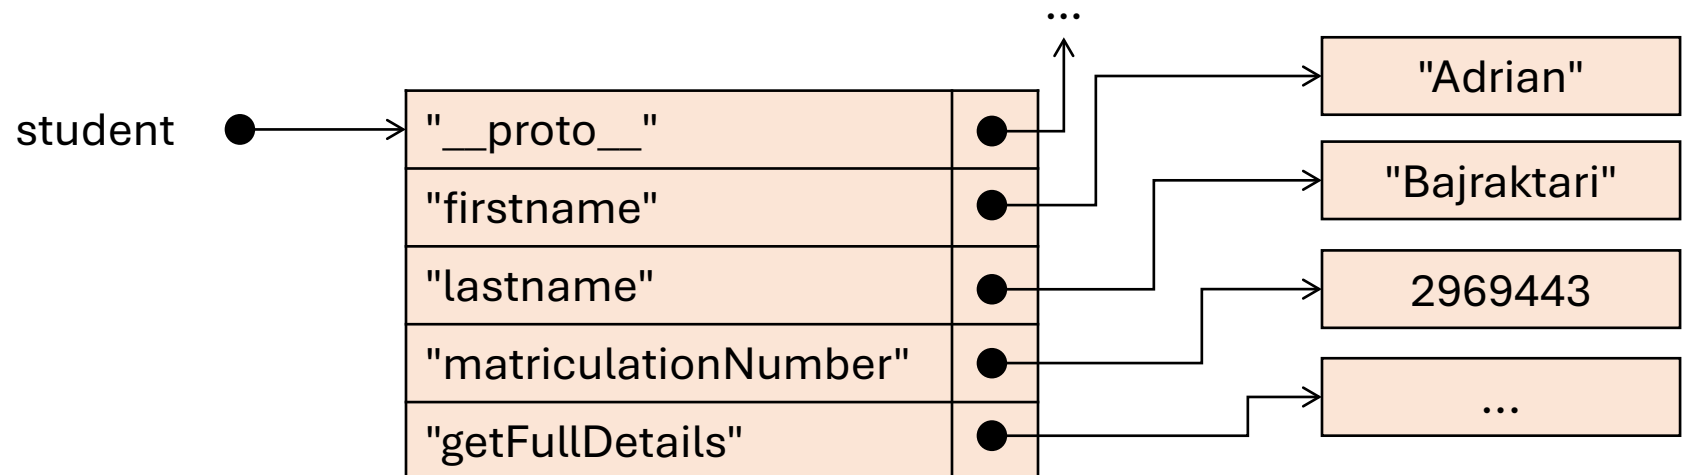 ...
student
"__proto__"
"firstname"
"lastname"
"matriculationNumber"
"getFullDetails"
"Adrian"
"Bajraktari"
2969443
...